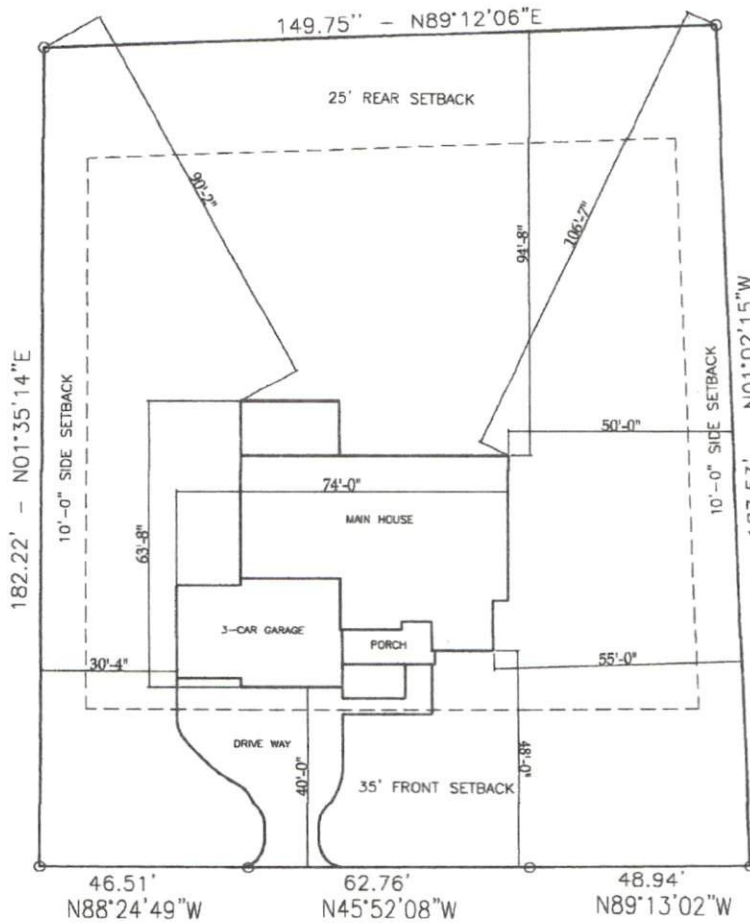 149.75" - N89°12'06"E
25' REAR SETBACK
90'-2"
94'-8"
106'-7"
182.22' - N01°35'14"E
10'-0" SIDE SETBACK
N01°02'15"W
10'-0" SIDE SETBACK
50'-0"
74'-0"
MAIN HOUSE
63'-8"
3-CAR GARAGE
PORCH
30'-4"
55'-0"
DRIVE WAY
40'-0"
48'-0"
35' FRONT SETBACK
46.51'
N88°24'49"W
62.76'
N45°52'08"W
48.94'
N89°13'02"W